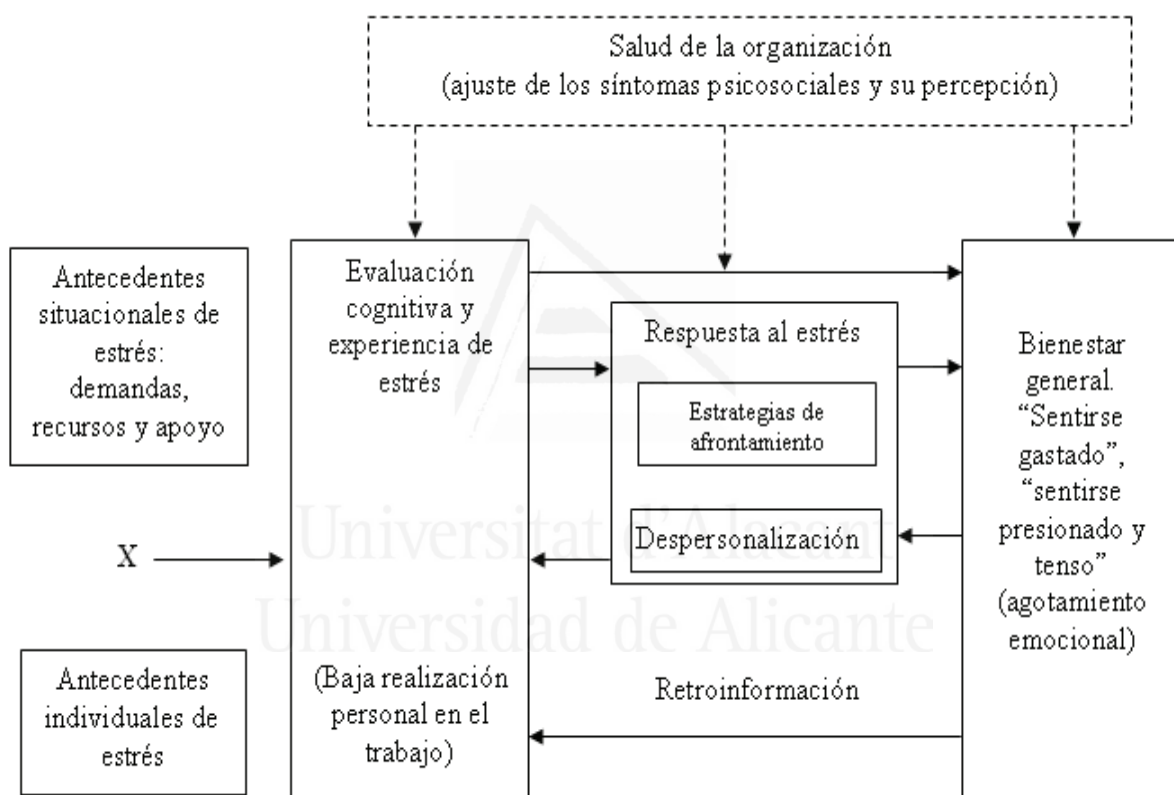 Salud de la organización
(ajuste de los síntomas psicosociales y su percepción)
Antecedentes
situacionales de
estrés:
demandas,
recursos y apoyo
X
Antecedentes
individuales de
estrés
Evaluación
cognitiva y
experiencia de
estrés
(Baja realización
personal en el
trabajo)
Respuesta al estrés
Estrategias de
afrontamiento
Despersonalización
Retroinformación
Bienestar
general.
“Sentirse
gastado”,
“sentirse
presionado y
tenso”
(agotamiento
emocional)
Universitat d'Alacant
Universidad de Alicante